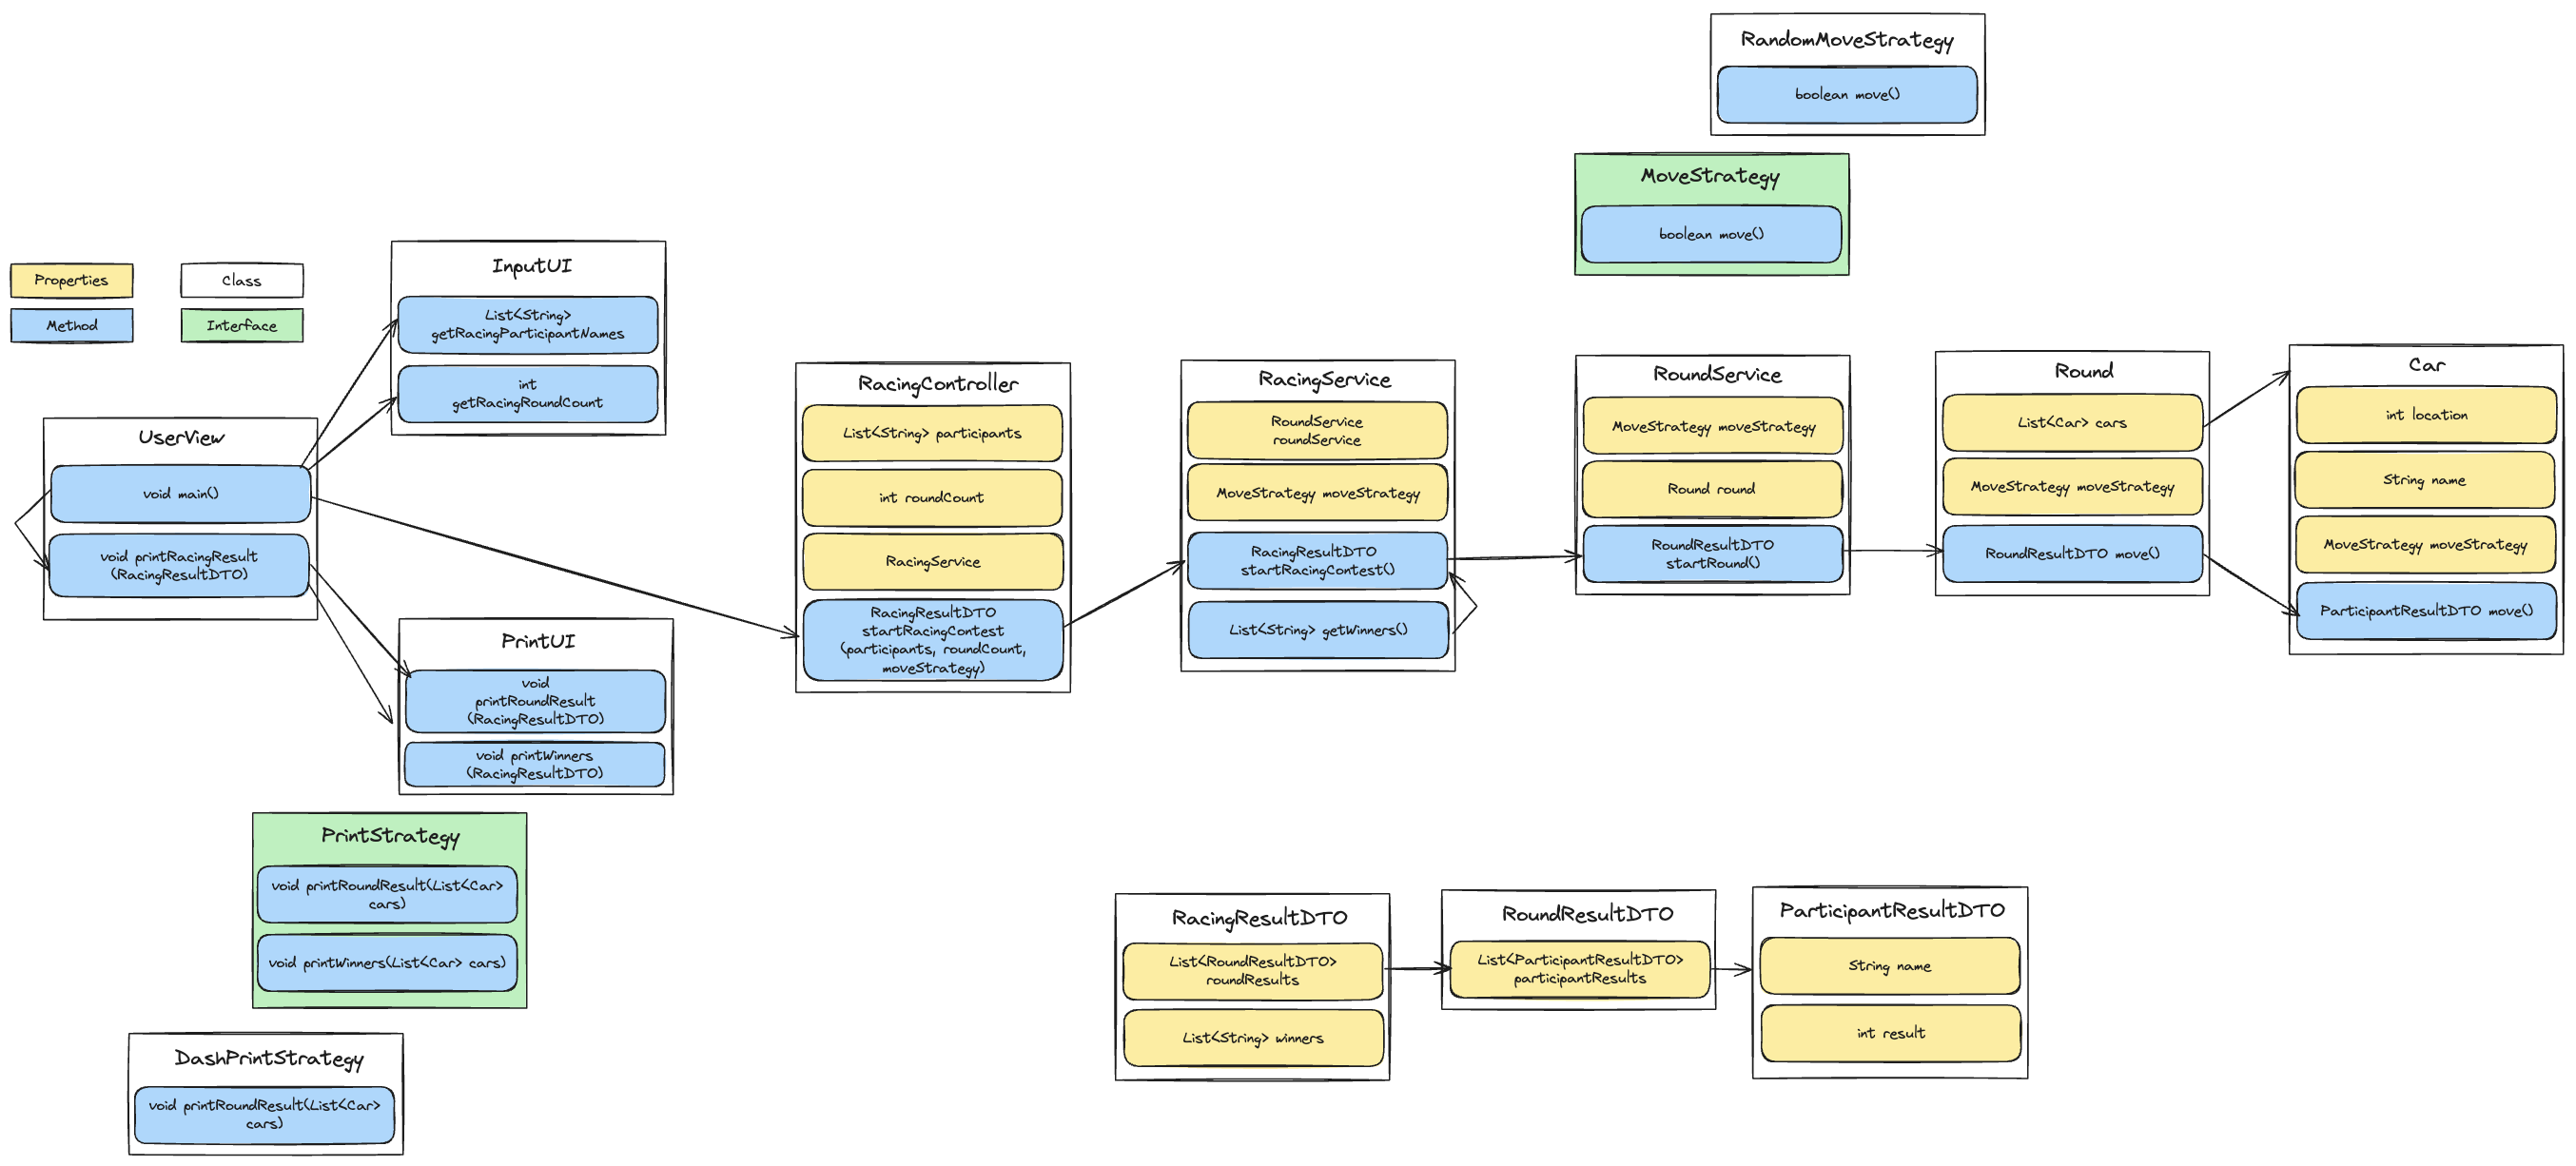 RandomMoveStrategy
boolean move()
MoveStrategy
boolean move()
Properties
Class
Method
Interface
InputUI
List<String>
getRacingParticipantNames
int
getRacingRoundCount
UserView
void main()
void printRacingResult
(RacingResultDTO)
PrintUI
void
printRoundResult
(RacingResultDTO)
void printWinners
(RacingResultDTO)
PrintStrategy
void printRoundResult(List<Car>
cars)
void printWinners(List<Car> cars)
DashPrintStrategy
void printRoundResult(List<Car>
cars)
RacingController
List<String> participants
int roundCount
RacingService
RacingResultDTO
startRacingContest
(participants, roundCount,
moveStrategy)
RacingService
RoundService
roundService
MoveStrategy moveStrategy
RacingResultDTO
startRacingContest()
List<String> getWinners()
RoundService
MoveStrategy moveStrategy
Round round
RoundResultDTO
startRound()
Round
List<Car> cars
MoveStrategy moveStrategy
RoundResultDTO move()
Car
int location
String name
MoveStrategy moveStrategy
ParticipantResultDTO move()
RacingResultDTO
List<RoundResultDTO>
roundResults
List<String> winners
RoundResultDTO
List<ParticipantResultDTO>
participantResults
ParticipantResultDTO
String name
int result